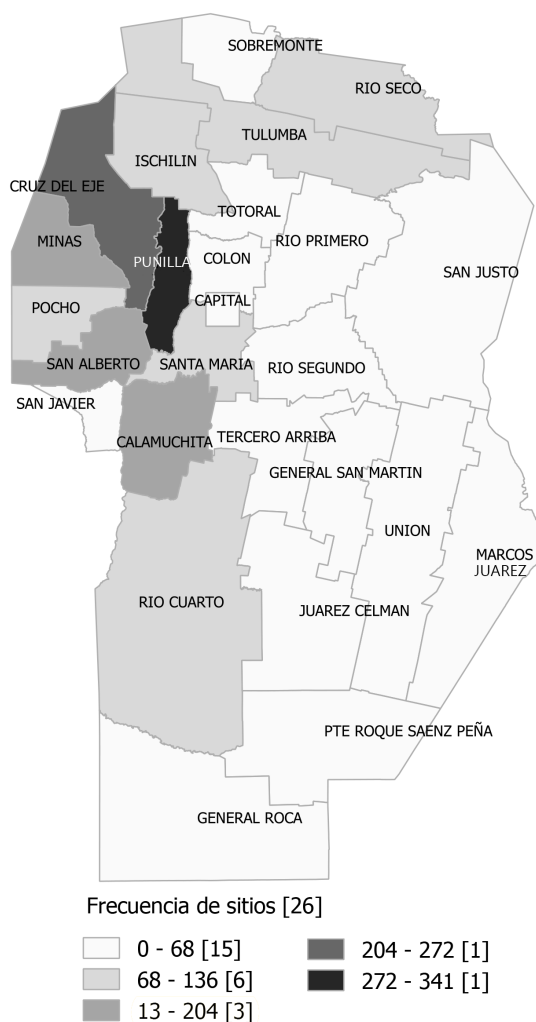 SOBREMONTE
RIO SECO
TULUMBA
ISCHILIN
CRUZ DEL EJE
TOTORAL
MINAS
RIO PRIMERO
COLON
PUNILLA
SAN JUSTO
CAPITAL
POCHO
SAN ALBERTO
SANTA MARIA
RIO SEGUNDO
SAN JAVIER
CALAMUCHITA
TERCERO ARRIBA
GENERAL SAN MARTIN
UNION
MARCOS
JUAREZ
RIO CUARTO
JUAREZ CELMAN
PTE ROQUE SAENZ PEÑA
GENERAL ROCA
Frecuencia de sitios [26]
0 - 68 [15]
68 - 136 [6]
13 - 204 [3]
204 - 272 [1]
272 - 341 [1]